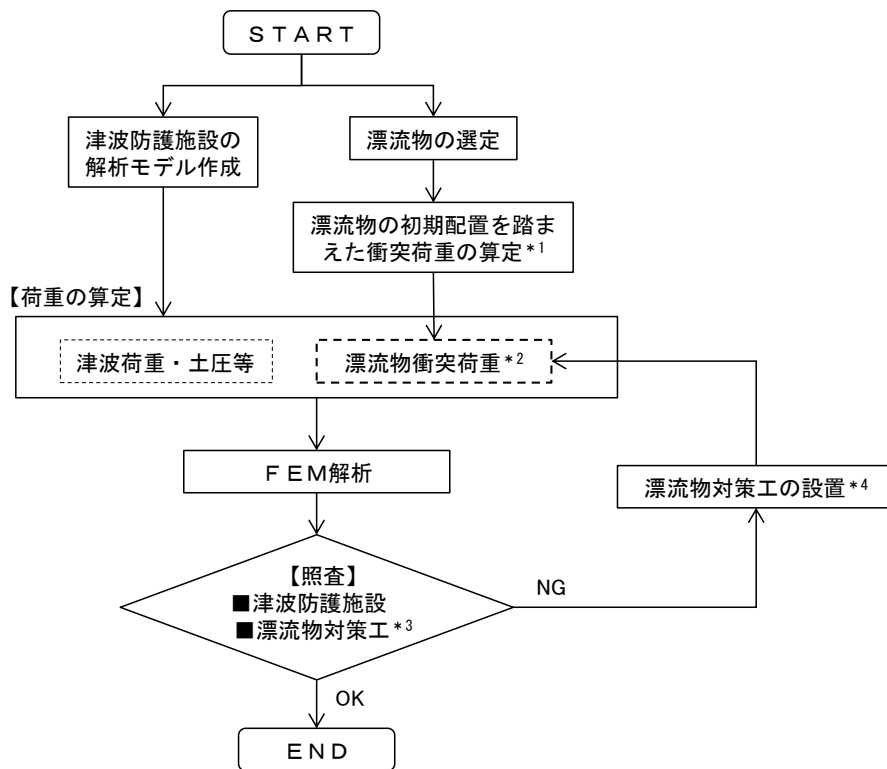 ＳＴＡＲＴ
津波防護施設の
解析モデル作成
漂流物の選定
漂流物の初期配置を踏ま
えた衝突荷重の算定*1
【荷重の算定】
津波荷重・土圧等
漂流物衝突荷重*2
ＦＥＭ解析
漂流物対策工の設置*4
【照査】
■津波防護施設
■漂流物対策工*3
NG
OK
ＥＮＤ